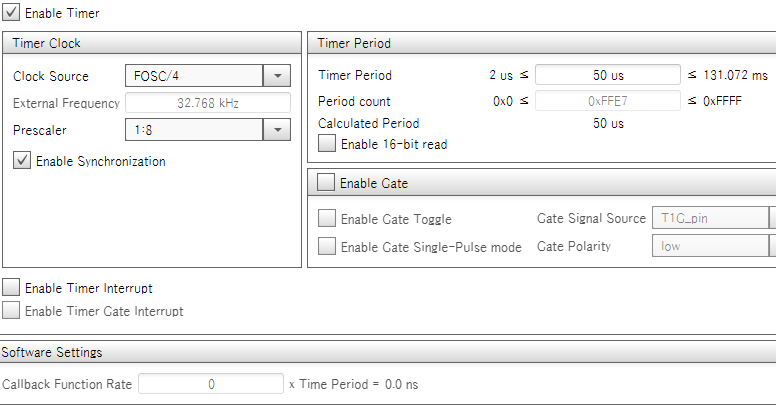 Enable Timer
Timer Clock
Clock Source FOSC/4
External Frequency 32.768 kHz
Prescaler 1:8
Enable Synchronization
Timer Period
Timer Period 2 us ≤ 50 us ≤ 131.072 ms
Period count 0x0 ≤ 0xFFE7 ≤ 0xFFFF
Calculated Period 50 us
Enable 16-bit read
Enable Gate
Enable Gate Toggle Gate Signal Source T1G_pin
Enable Gate Single-Pulse mode Gate Polarity low
Enable Timer Interrupt
Enable Timer Gate Interrupt
Software Settings
Callback Function Rate 0 x Time Period = 0.0 ns